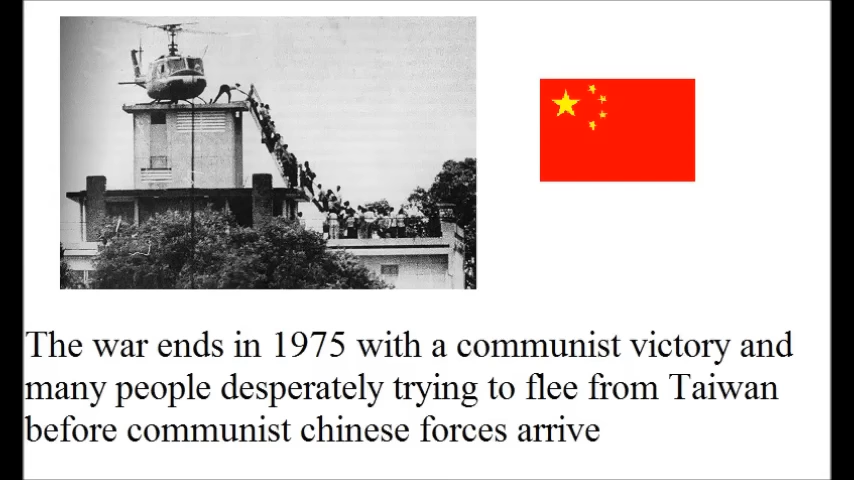 The war ends in 1975 with a communist victory and
many people desperately trying to flee from Taiwan
before communist chinese forces arrive